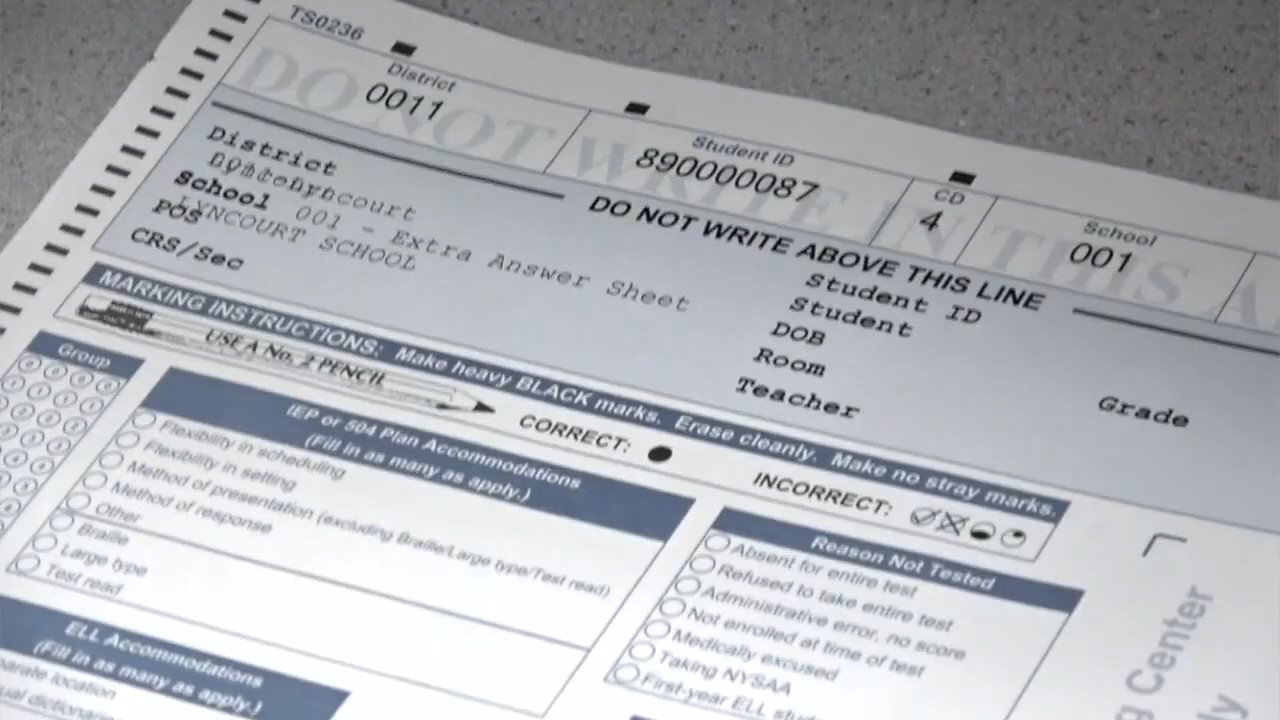 TS0236
District
0011
Student ID
890000087
CD
4
School
001
DO NOT WRITE IN THIS A
DO NOT WRITE ABOVE THIS LINE
District
School 001 - Extra Answer Sheet
LYNCOURT SCHOOL
POS
CRS/Sec
Student ID
Student
DOB
Room
Teacher
Grade
MARKING INSTRUCTIONS: Make heavy BLACK marks. Erase cleanly. Make no stray marks.
USE A No. 2 PENCIL
CORRECT:
INCORRECT:
Group
IEP or 504 Plan Accommodations
(Fill in as many as apply.)
Flexibility in scheduling
Flexibility in setting
Method of presentation (excluding Braille/Large type/Test read)
Method of response
Other
Braille
Large type
Test read
Reason Not Tested
Absent for entire test
Refused to take entire test
Administrative error, no score
Not enrolled at time of test
Medically excused
Taking NYSAA
First-year ELL
ELL Accommodations
(Fill in as many as apply.)
location
Center